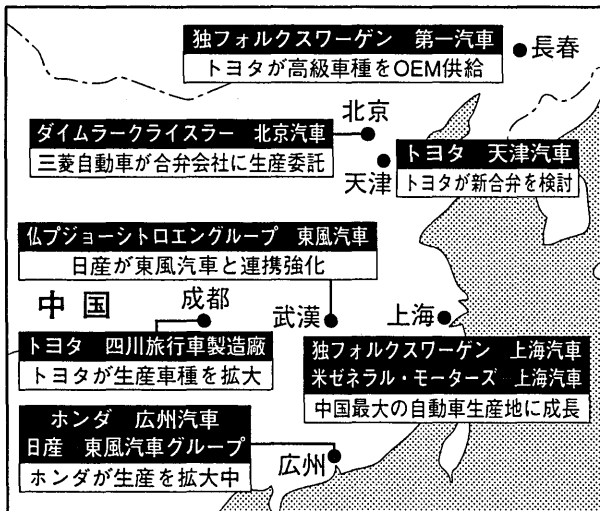 独フォルクスワーゲン 第一汽車
トヨタが高級車種をOEM供給
長春
北京
ダイムラークライスラー 北京汽車
三菱自動車が合弁会社に生産委託
天津
トヨタ 天津汽車
トヨタが新合弁を検討
仏プジョーシトロエングループ 東風汽車
日産が東風汽車と連携強化
中国
成都
武漢
上海
トヨタ 四川旅行車製造廠
トヨタが生産車種を拡大
独フォルクスワーゲン 上海汽車
米ゼネラル・モーターズ 上海汽車
中国最大の自動車生産地に成長
ホンダ 広州汽車
日産 東風汽車グループ
ホンダが生産を拡大中
広州